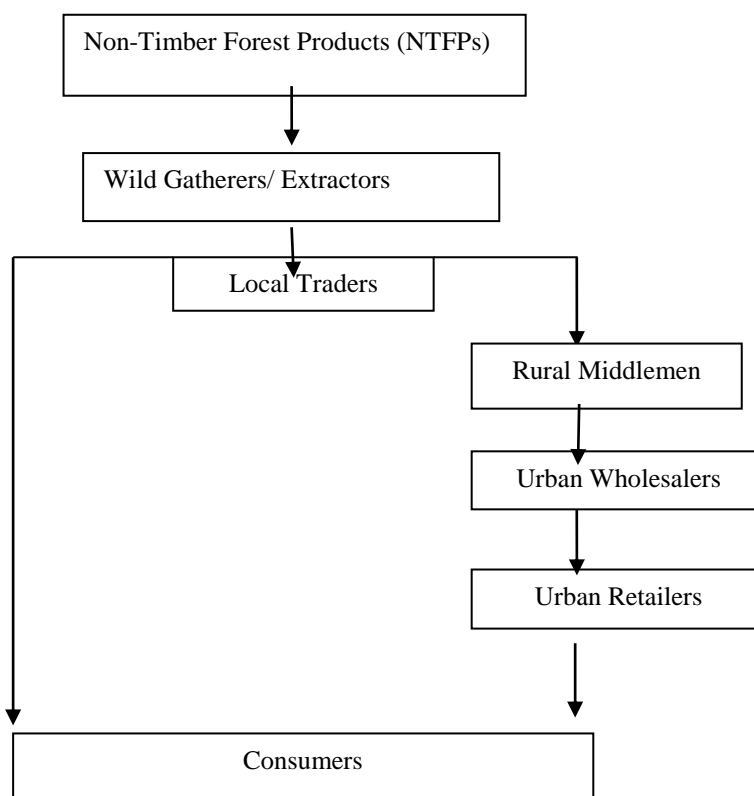 Non-Timber Forest Products (NTFPs)
Wild Gatherers/ Extractors
Local Traders
Rural Middlemen
Urban Wholesalers
Urban Retailers
Consumers